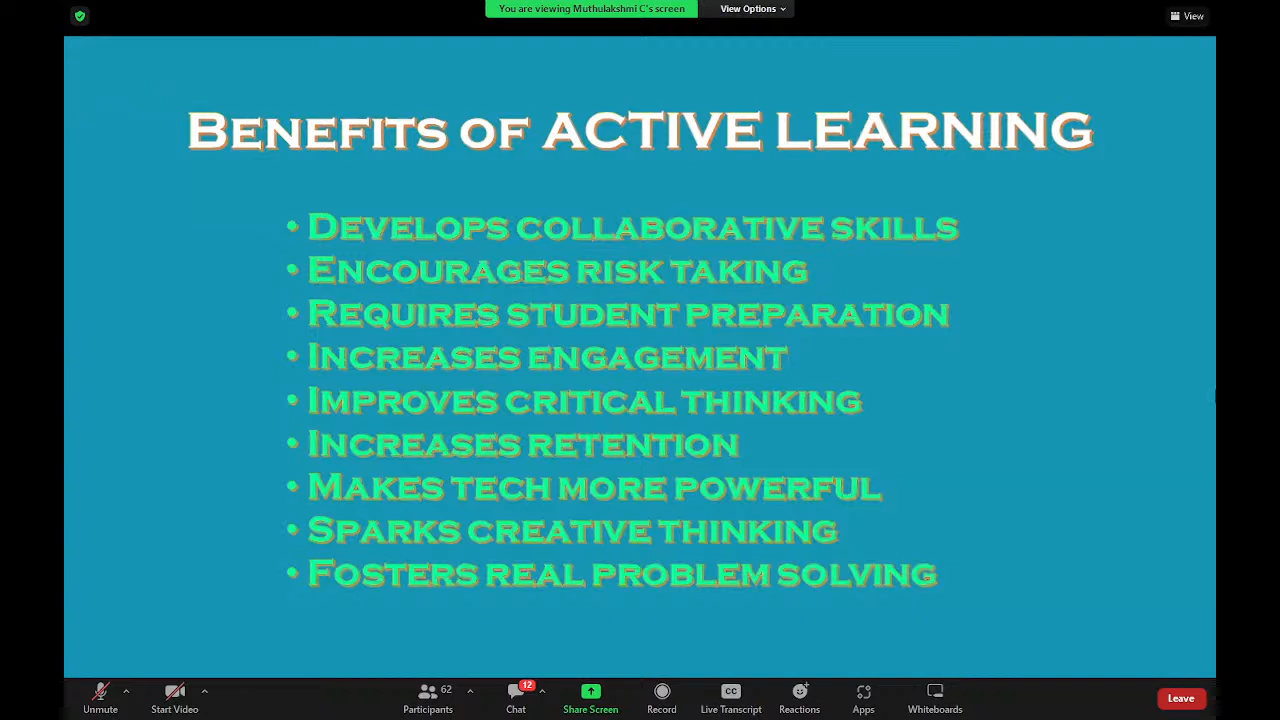 You are viewing Muthulakshmi C's screen View Options
View
BENEFITS OF ACTIVE LEARNING
• DEVELOPS COLLABORATIVE SKILLS
• ENCOURAGES RISK TAKING
• REQUIRES STUDENT PREPARATION
• INCREASES ENGAGEMENT
• IMPROVES CRITICAL THINKING
• INCREASES RETENTION
• MAKES TECH MORE POWERFUL
• SPARKS CREATIVE THINKING
• FOSTERS REAL PROBLEM SOLVING
62 12 CC
Unmute Start Video Participants Chat Share Screen Record Live Transcript Reactions Apps Whiteboards Leave